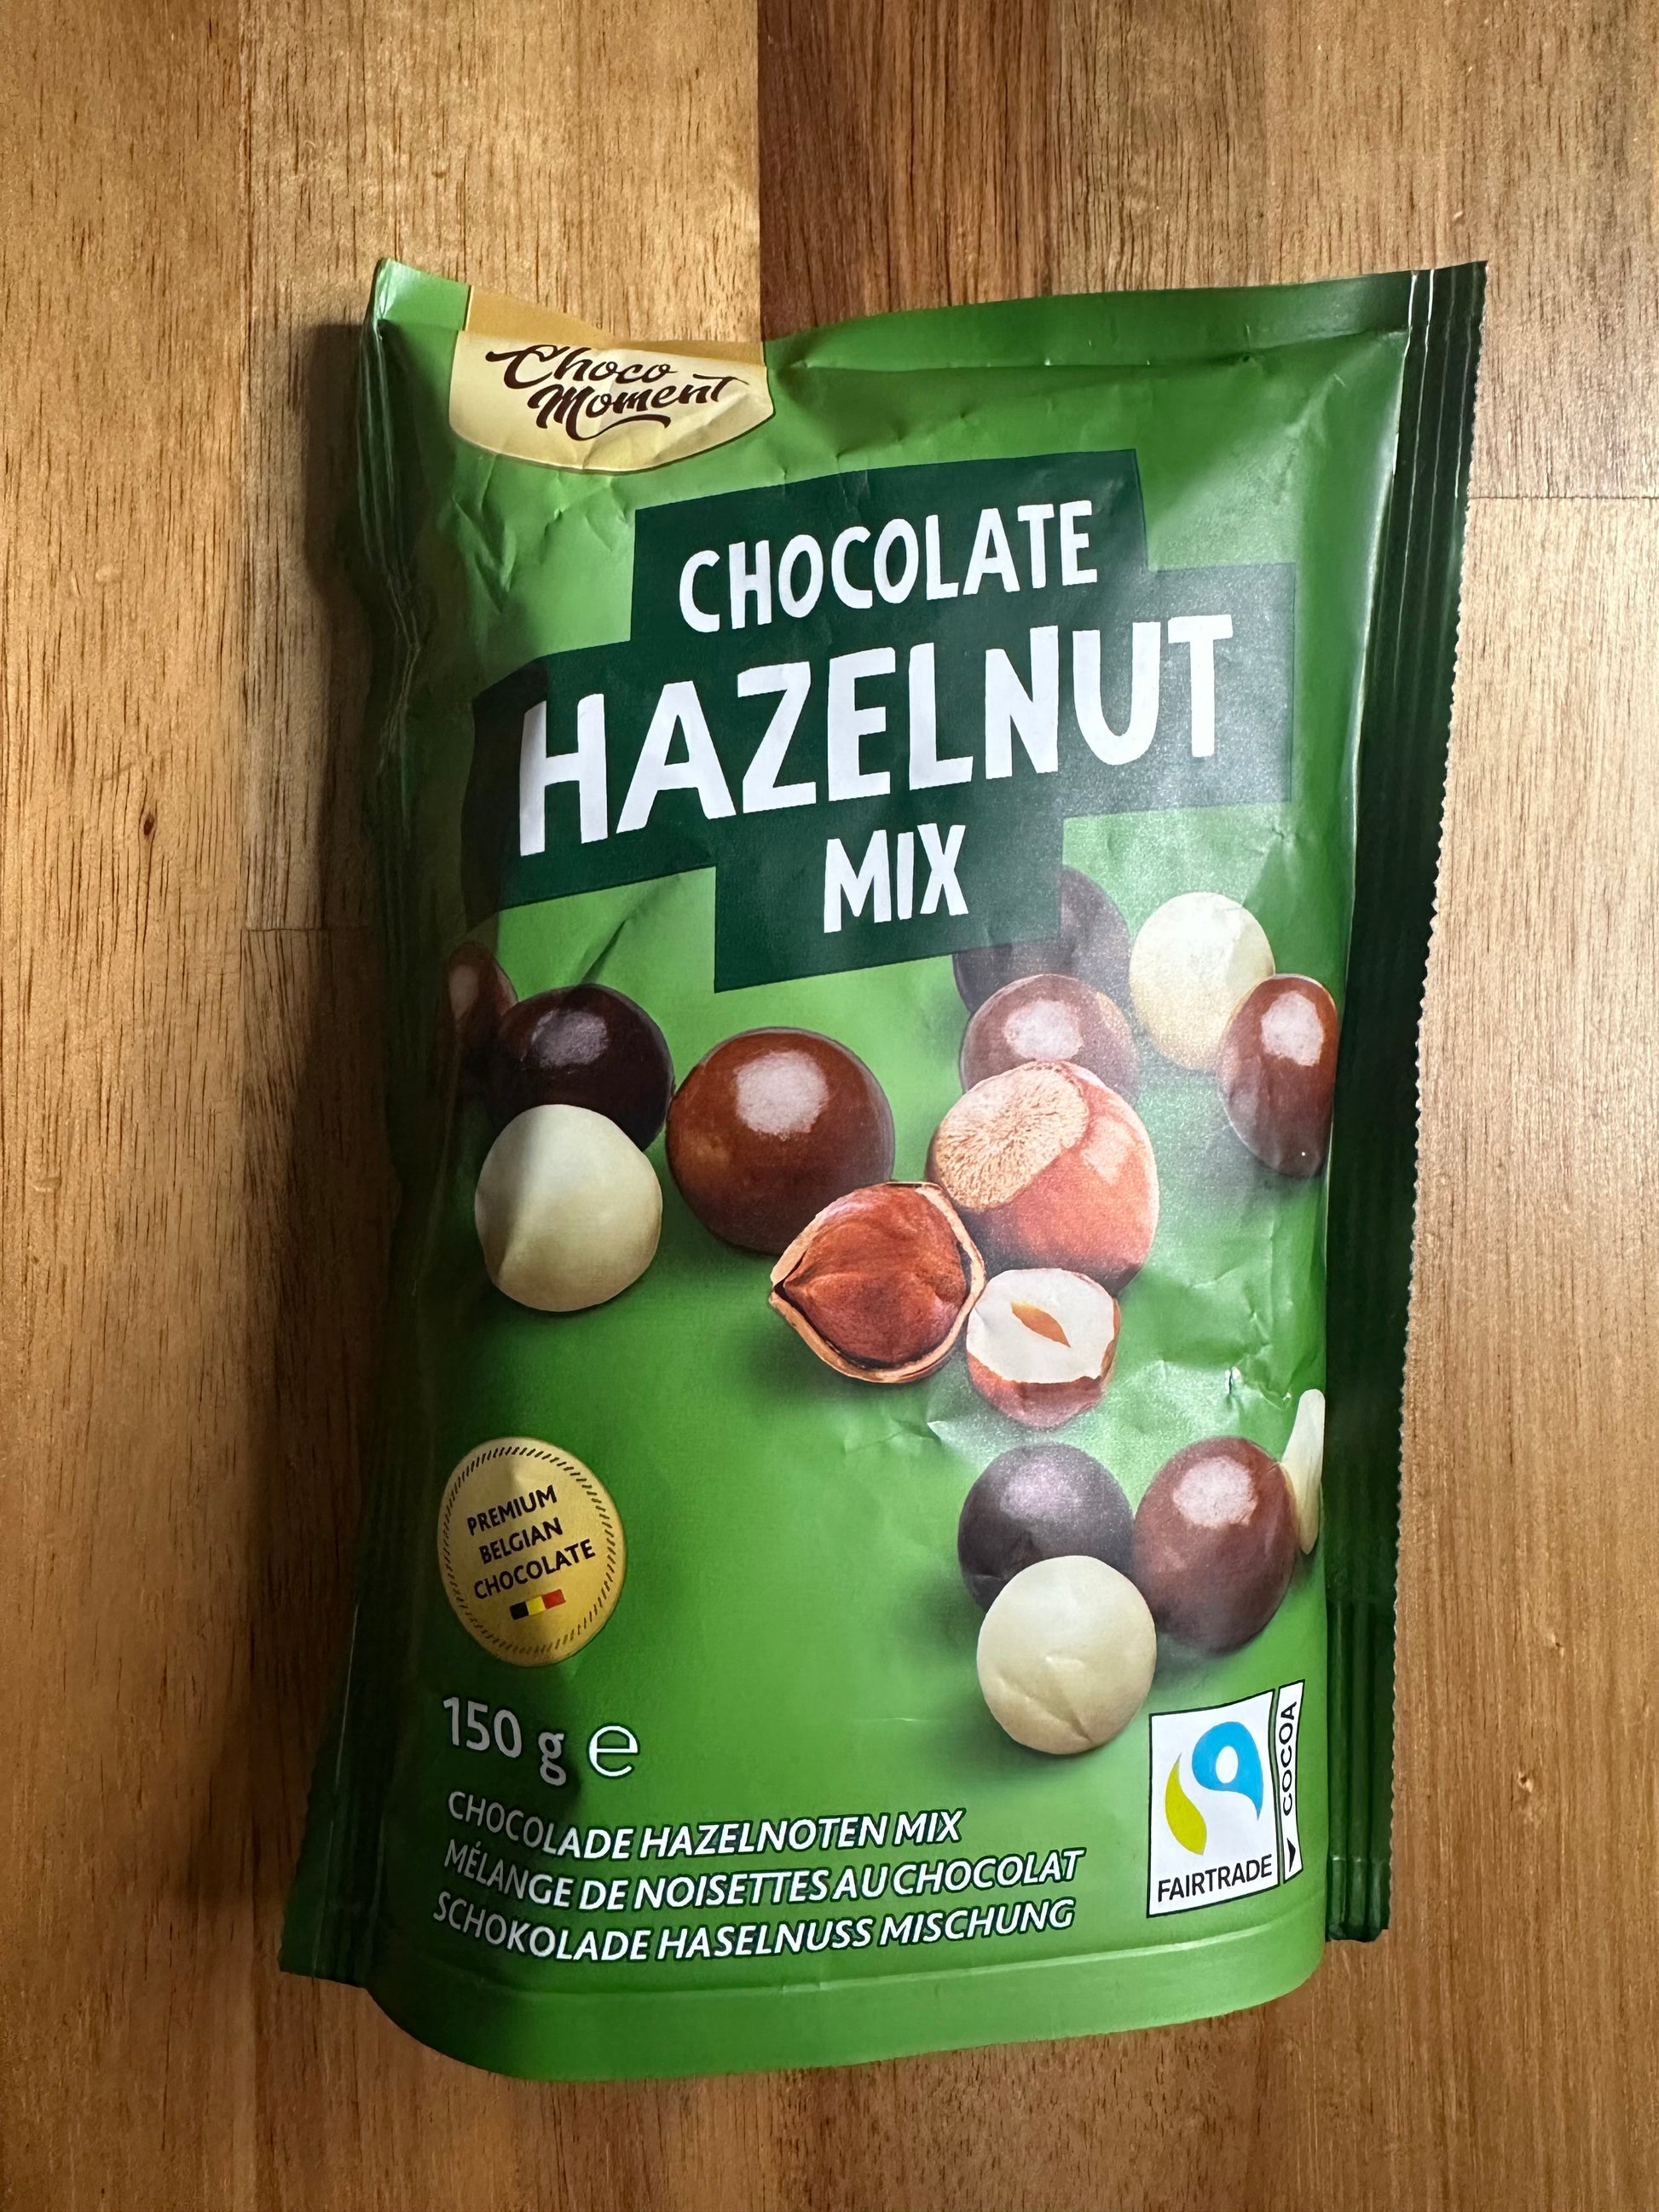 Choco
Moment
CHOCOLATE
HAZELNUT
MIX
PREMIUM
BELGIAN
CHOCOLATE
150 g e
CHOCOLADE HAZELNOTEN MIX
MÉLANGE DE NOISETTES AU CHOCOLAT
SCHOKOLADE HASELNUSS MISCHUNG
FAIRTRADE
COCOA